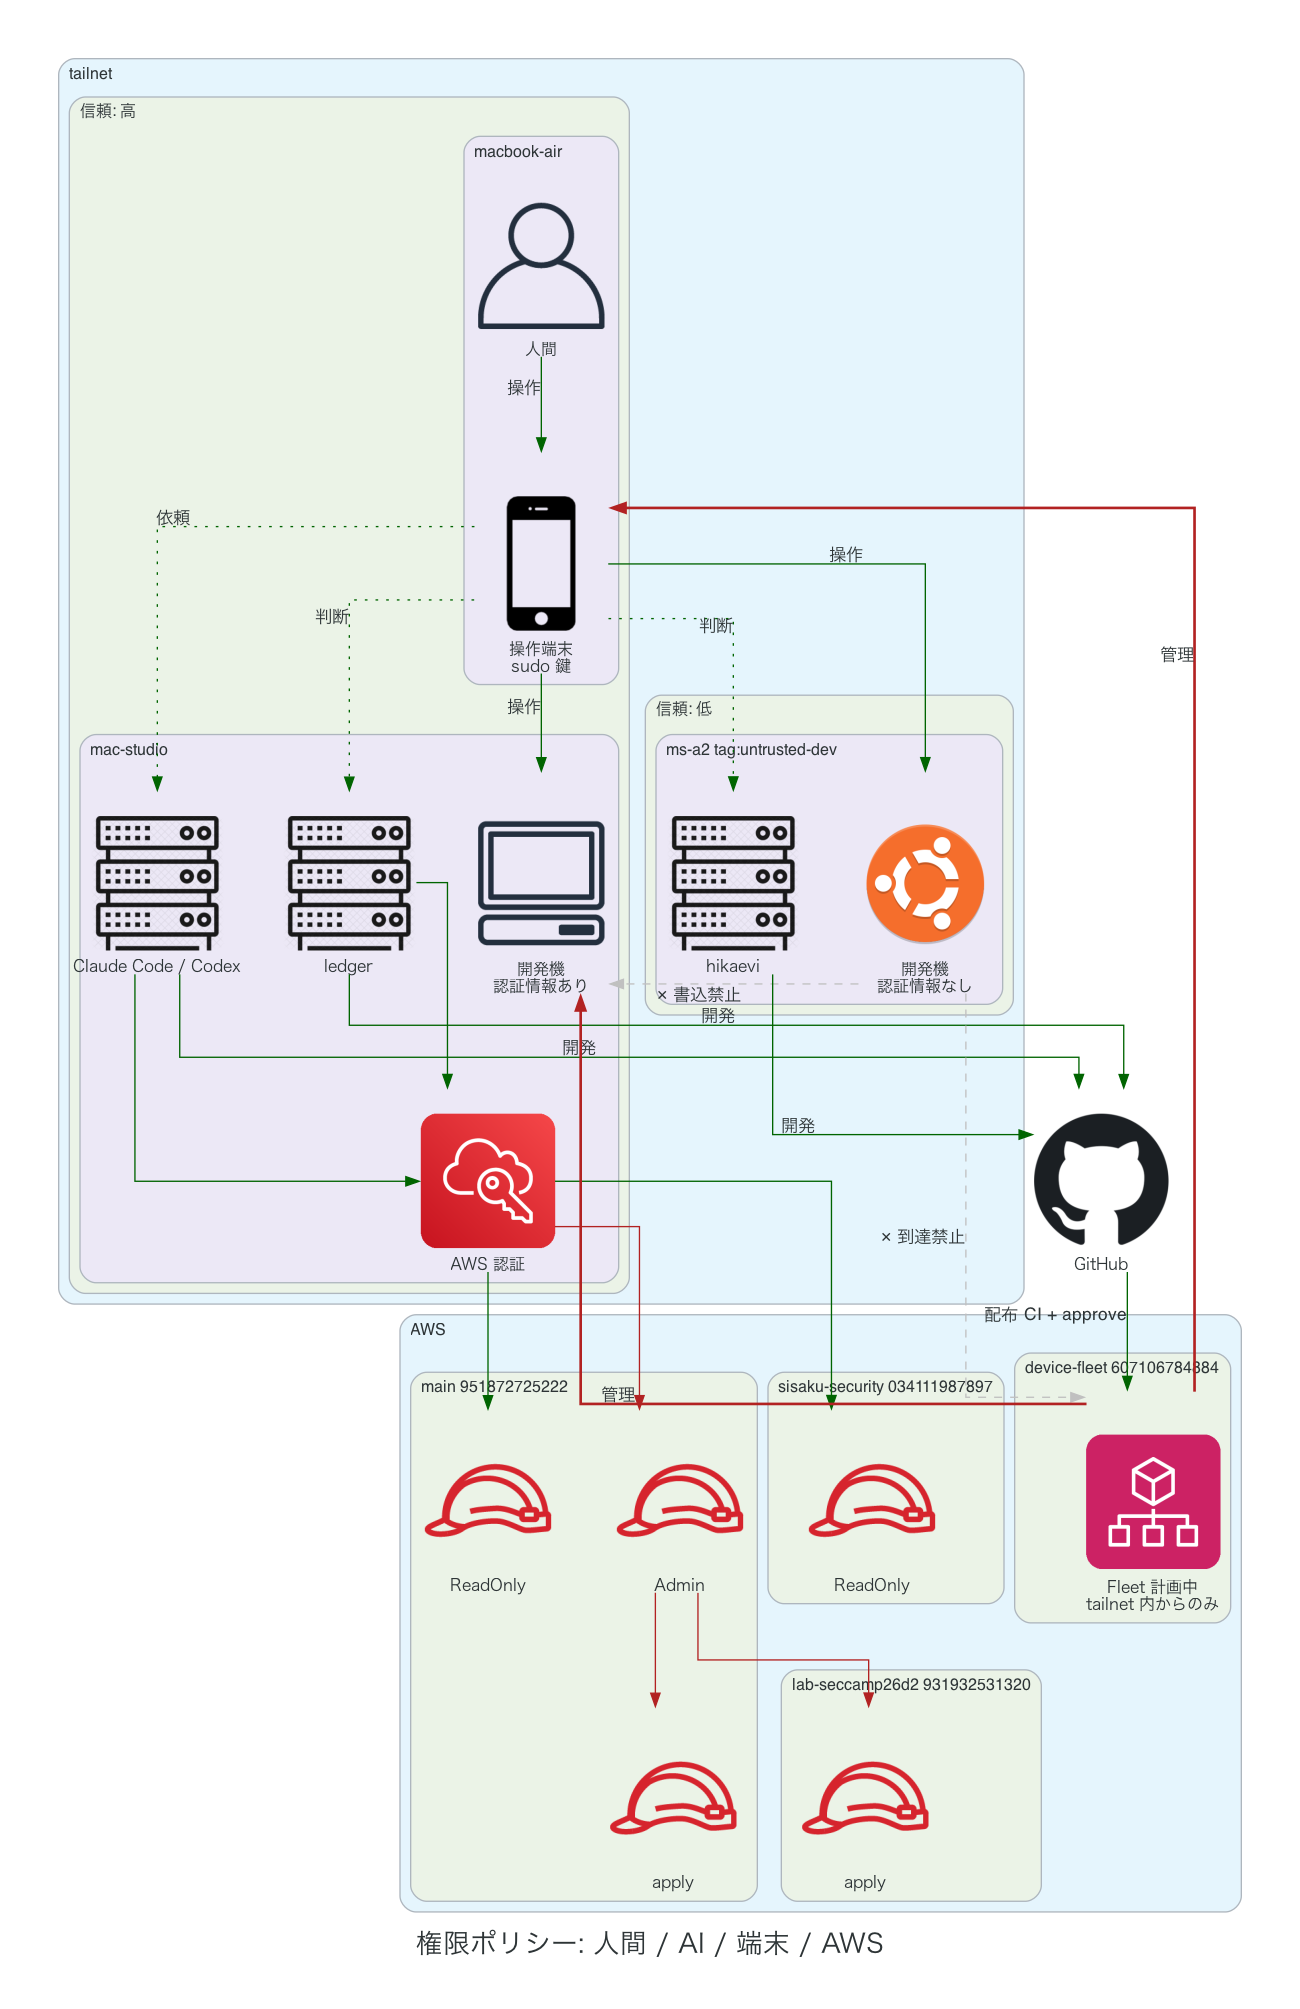 tailnet
信頼: 高
macbook-air
人間
操作
依頼
判断
操作端末
sudo 鍵
操作
判断
管理
操作
信頼: 低
mac-studio
ms-a2 tag:untrusted-dev
Claude Code / Codex
ledger
開発機
認証情報あり
hikaevi
開発機
認証情報なし
× 書込禁止
開発
開発
開発
× 到達禁止
AWS 認証
GitHub
配布 CI + approve
AWS
main 951872725222
管理
sisaku-security 034111987897
device-fleet 607106784884
ReadOnly
Admin
ReadOnly
Fleet 計画中
tailnet 内からのみ
lab-seccamp26d2 931932531320
apply
apply
権限ポリシー: 人間 / AI / 端末 / AWS